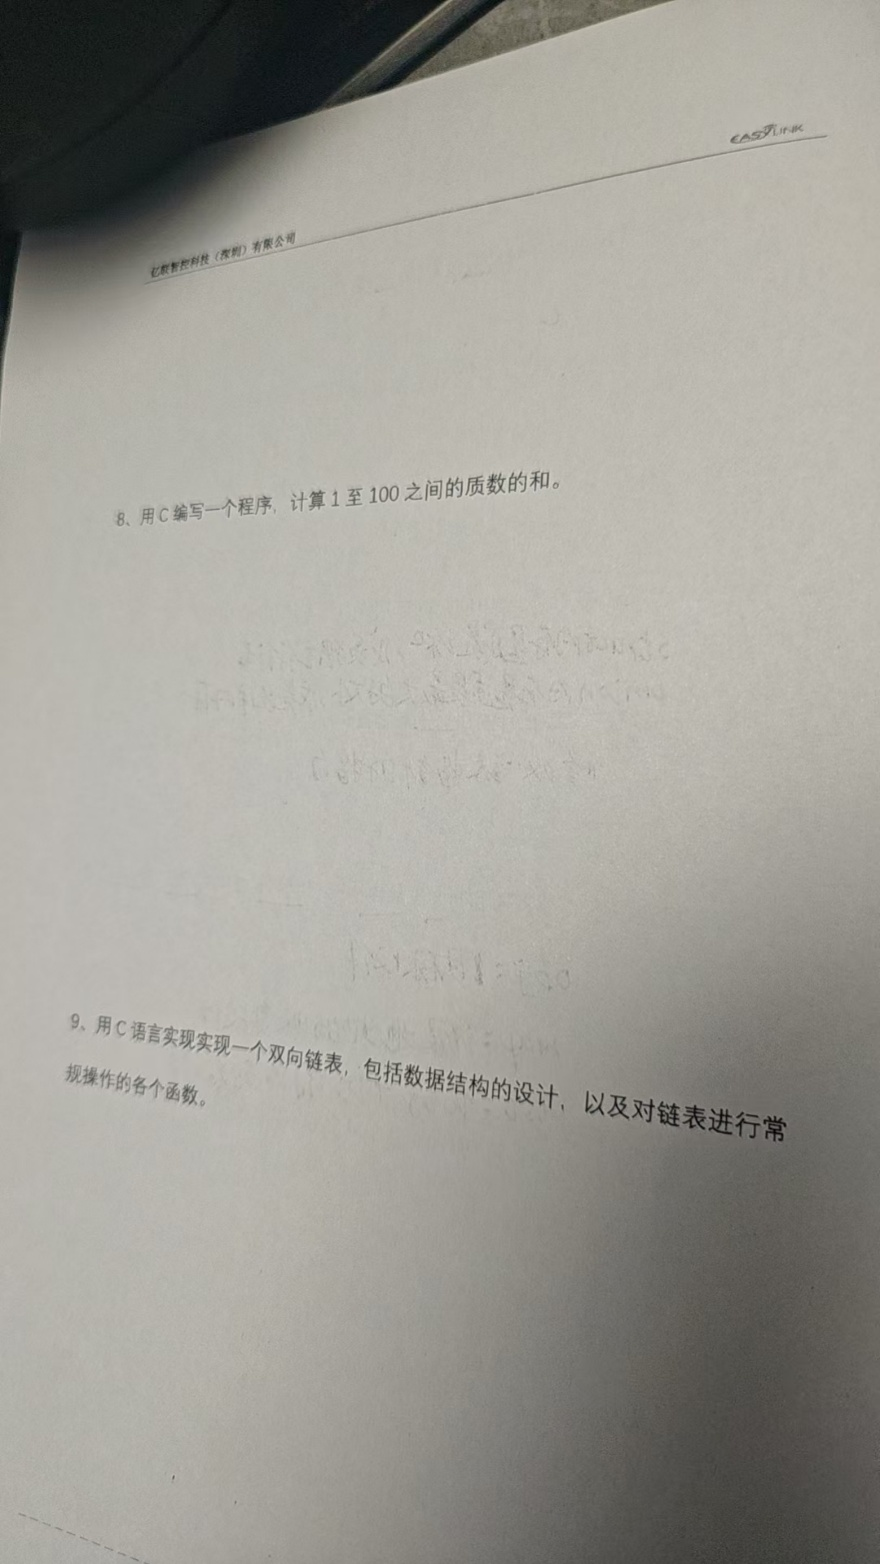 EASYLINK
亿联智控科技（深圳）有限公司
8、用C编写一个程序，计算1至100之间的质数的和。
9、用C语言实现实现一个双向链表，包括数据结构的设计，以及对链表进行常
规操作的各个函数。